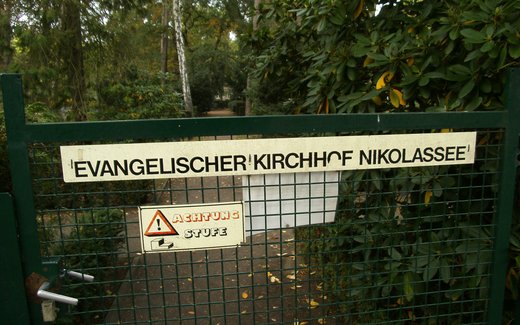 EVANGELISCHER KIRCHHOF NIKOLASSEE
ACHTUNG
STUFE